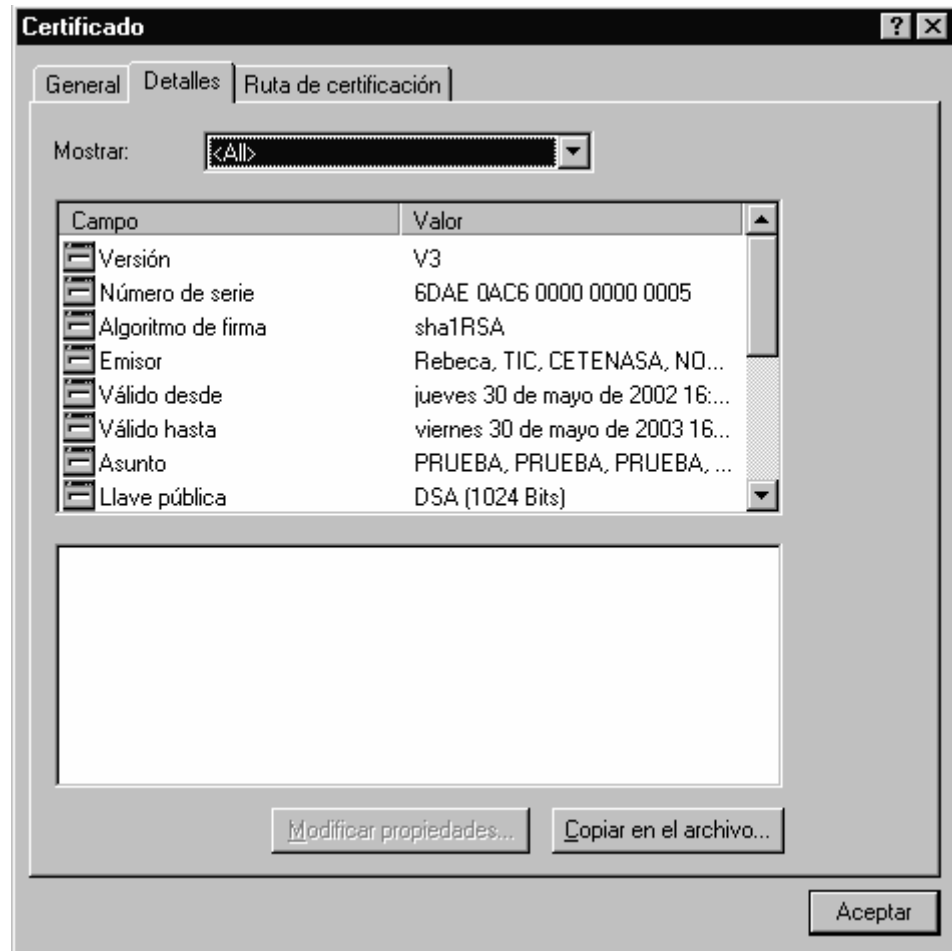 Certificado
General Detalles Ruta de certificación
Mostrar: <All>
Campo Valor
Versión V3
Número de serie 6DAE 0AC6 0000 0000 0005
Algoritmo de firma sha1RSA
Emisor Rebeca, TIC, CETENASA, NO...
Válido desde jueves 30 de mayo de 2002 16:...
Válido hasta viernes 30 de mayo de 2003 16...
Asunto PRUEBA, PRUEBA, PRUEBA, ...
Llave pública DSA (1024 Bits)
Modificar propiedades... Copiar en el archivo...
Aceptar